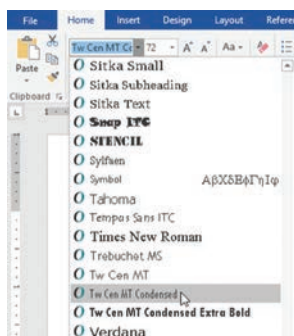 File Home Insert Design Layout Refere
Tw Cen MT Cc 72 A A Aa
Paste
Clipboard
L
O Sitka Small
O Sitka Subheading
O Sitka Text
O Snap ITC
O STENCIL
O Sylfaen
O Symbol ΑβΧδΕφΓηΙφ
O Tahoma
O Tempus Sans ITC
O Times New Roman
O Trebuchet MS
O Tw Cen MT
O Tw Cen MT Condensed
O Tw Cen MT Condensed Extra Bold
O Verdana